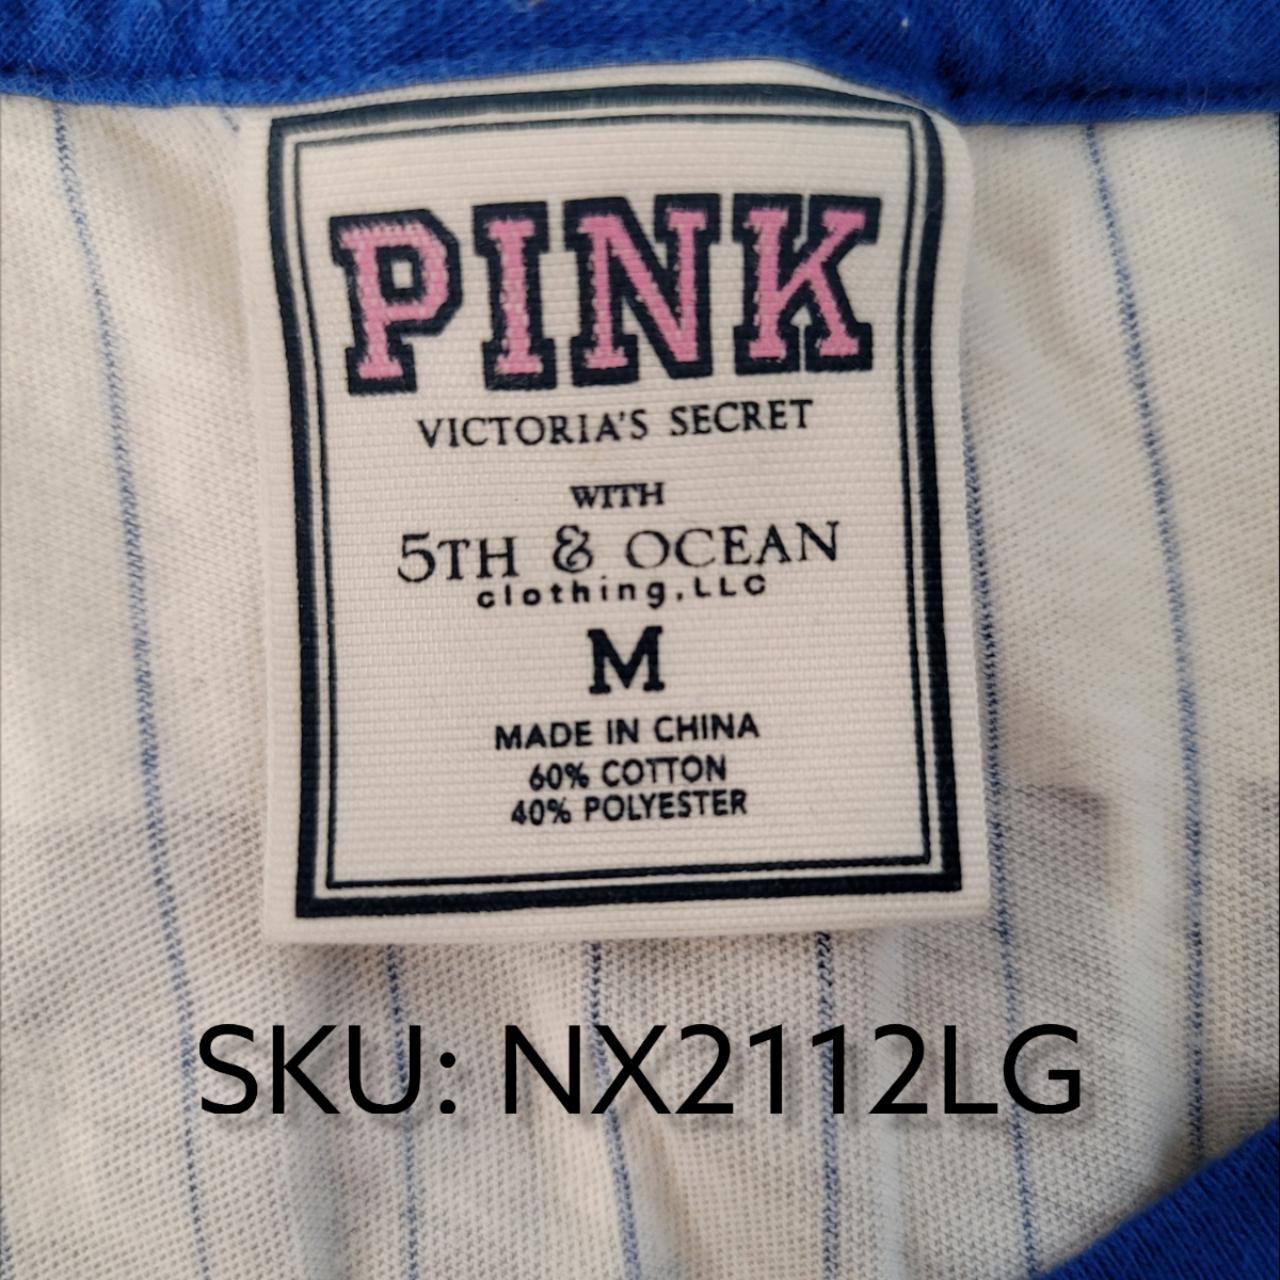 PINK
VICTORIA'S SECRET
WITH
5TH & OCEAN
clothing, LLC
M
MADE IN CHINA
60% COTTON
40% POLYESTER
SKU: NX2112LG